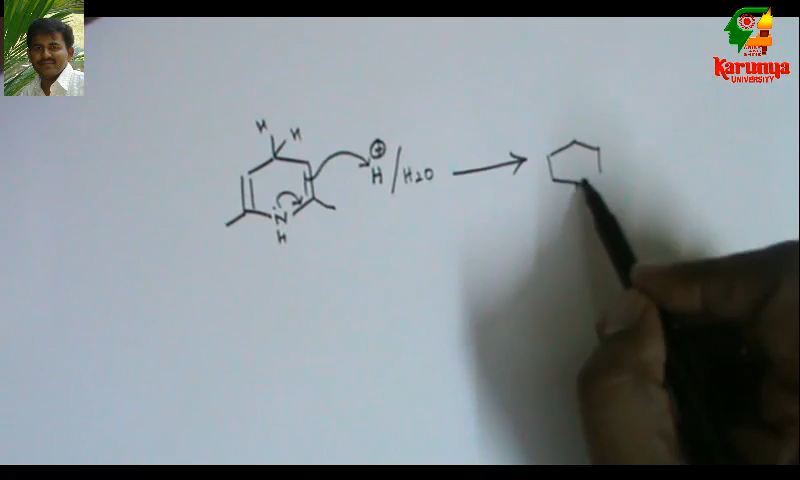 Karunya
UNIVERSITY
H H
⊕
H / H2O
N
H